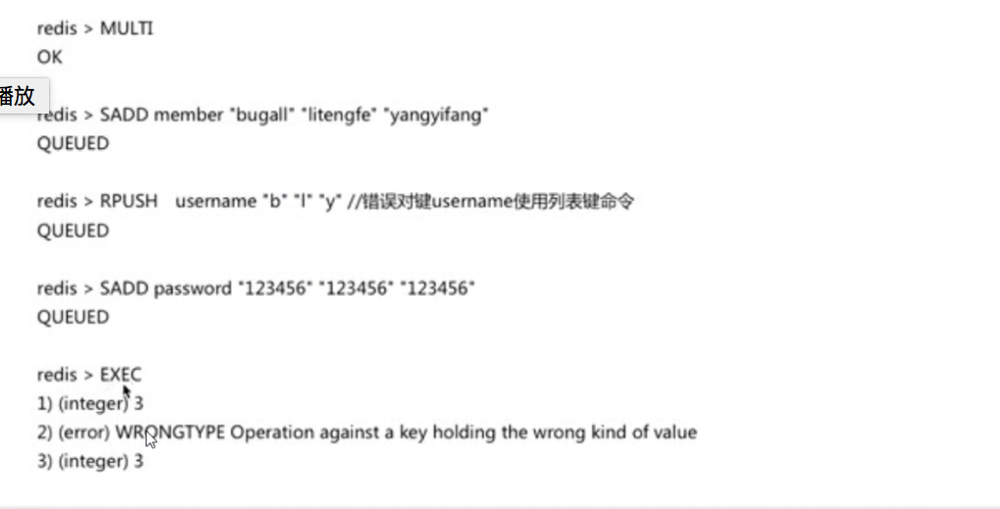 redis > MULTI
OK
播放
redis > SADD member "bugall" "litengfe" "yangyifang"
QUEUED
redis > RPUSH username "b" "l" "y" //错误对键username使用列表键命令
QUEUED
redis > SADD password "123456" "123456" "123456"
QUEUED
redis > EXEC
1) (integer) 3
2) (error) WRONGTYPE Operation against a key holding the wrong kind of value
3) (integer) 3